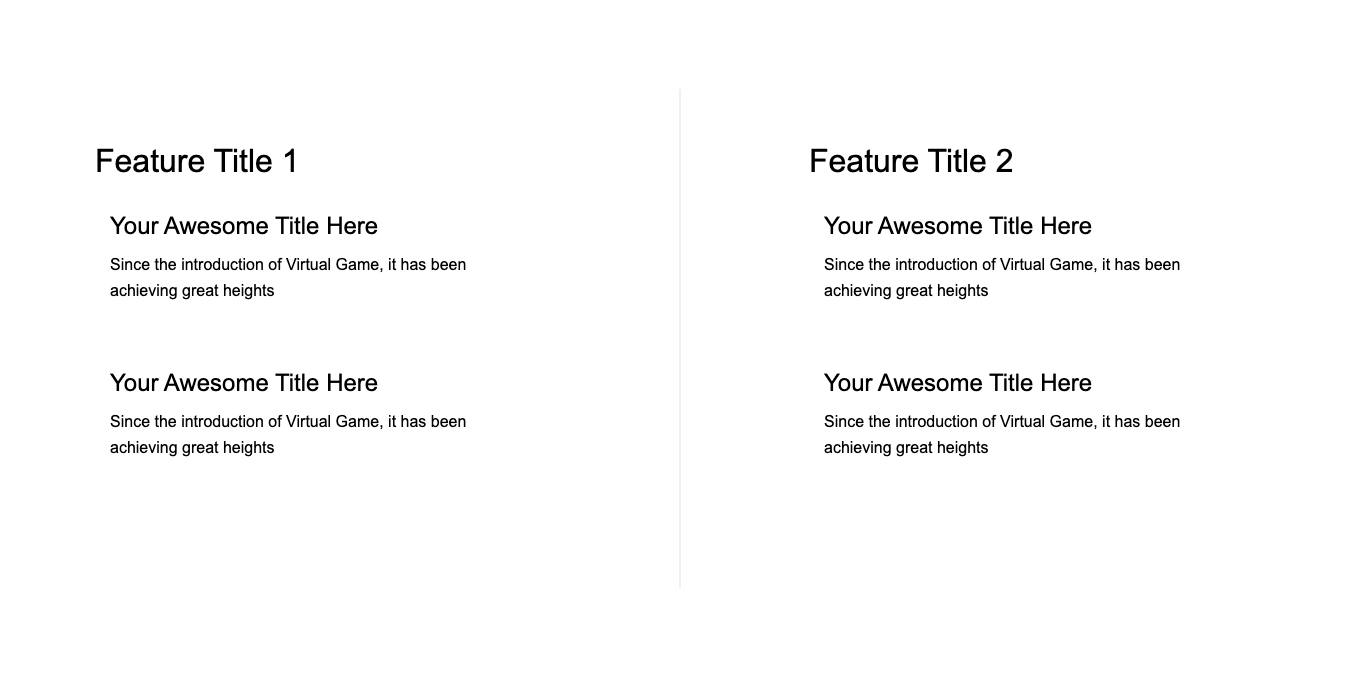 Feature Title 1
Your Awesome Title Here
Since the introduction of Virtual Game, it has been
achieving great heights
Your Awesome Title Here
Since the introduction of Virtual Game, it has been
achieving great heights
Feature Title 2
Your Awesome Title Here
Since the introduction of Virtual Game, it has been
achieving great heights
Your Awesome Title Here
Since the introduction of Virtual Game, it has been
achieving great heights